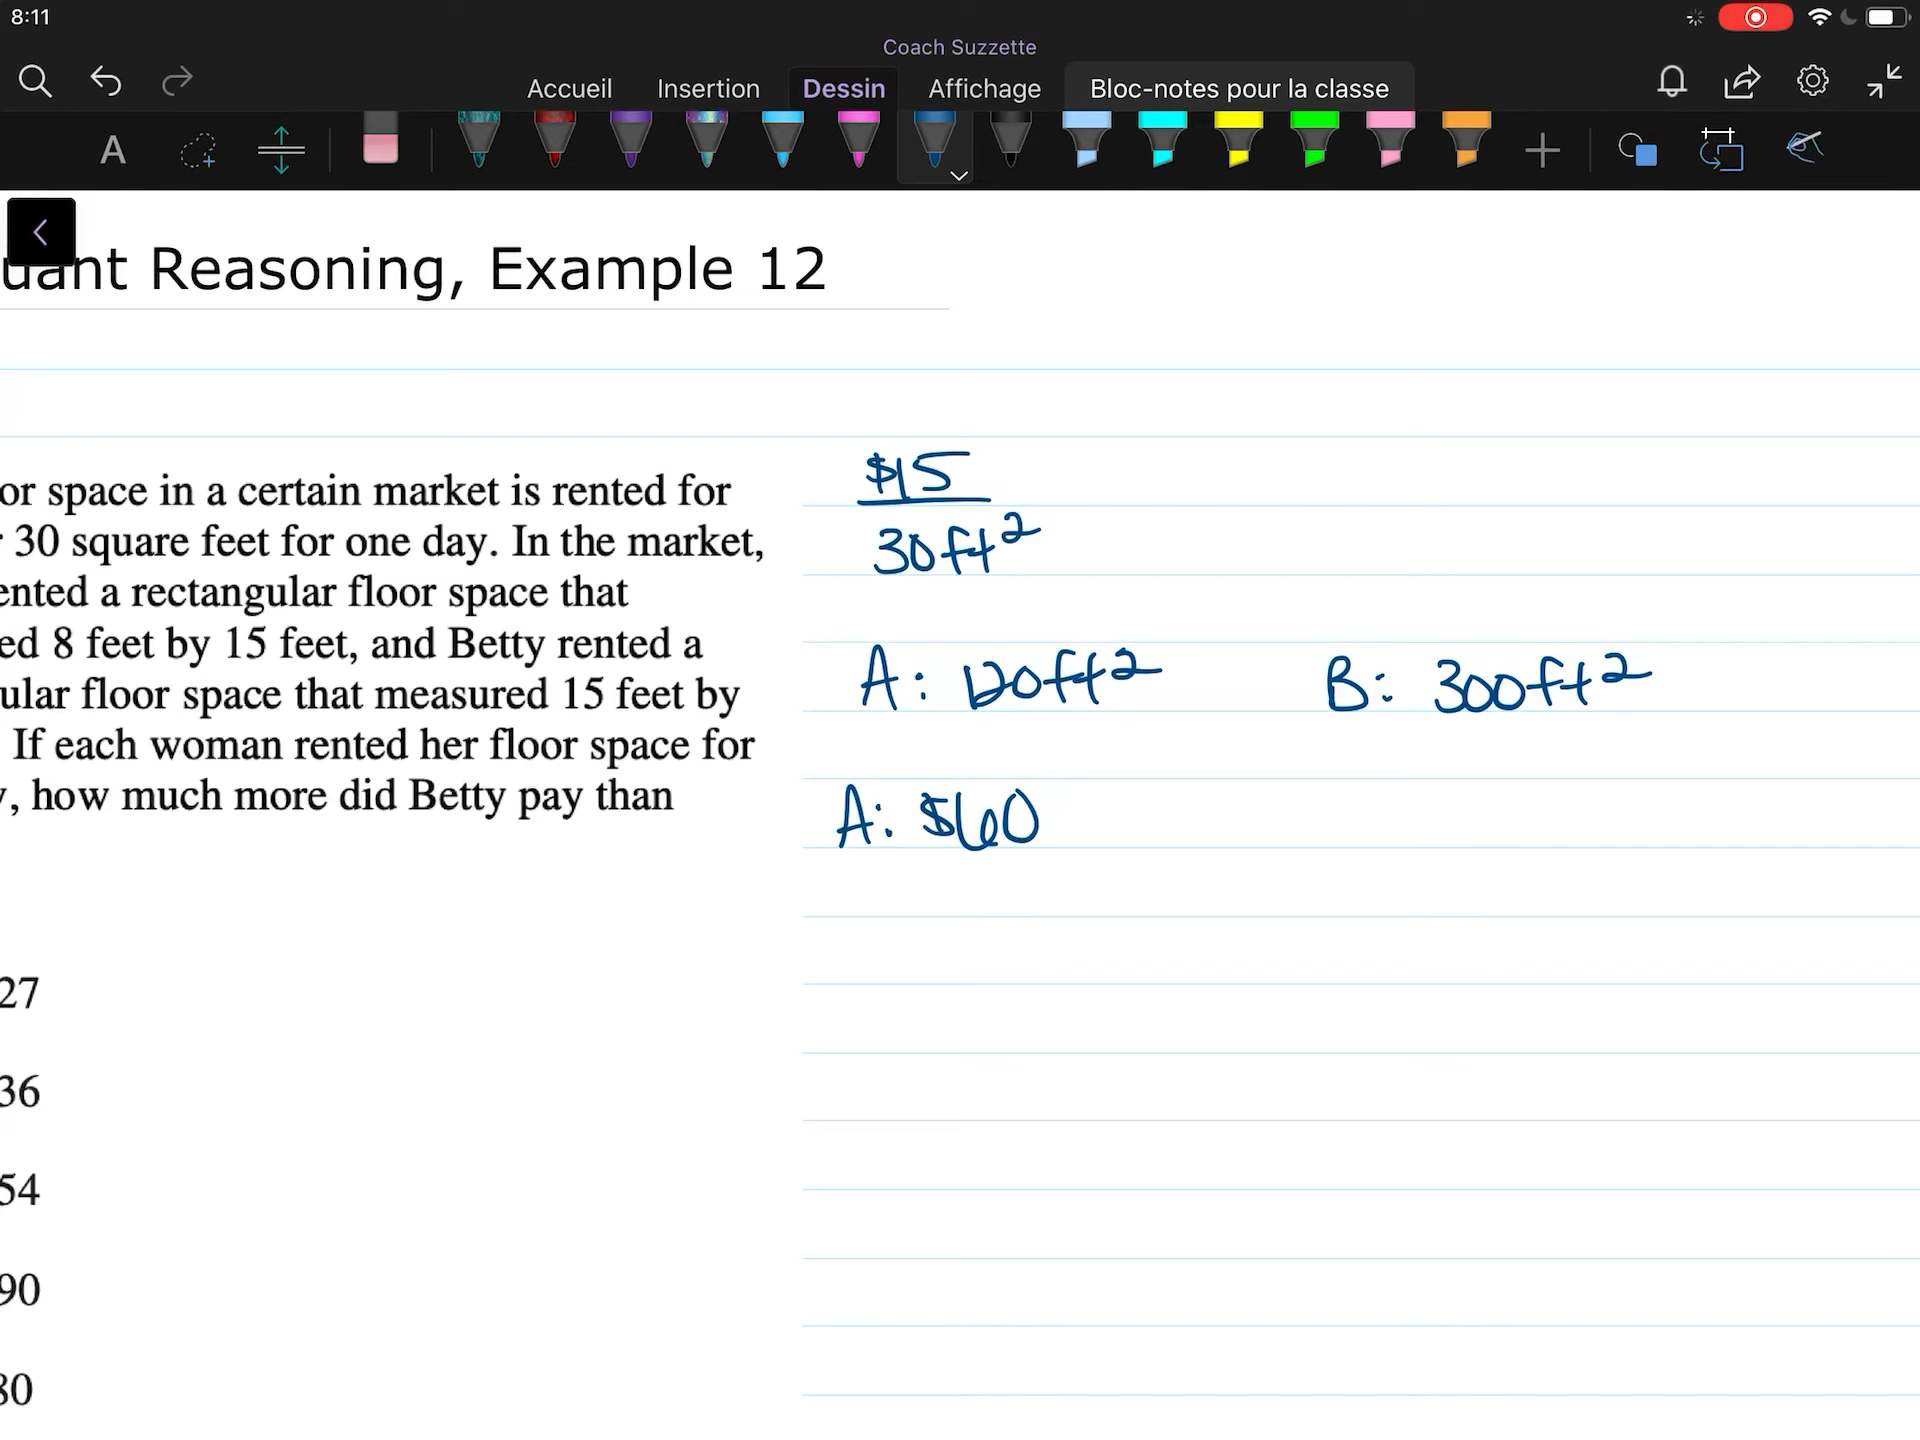 8:11
Coach Suzzette
Accueil Insertion Dessin Affichage Bloc-notes pour la classe
A
uant Reasoning, Example 12
or space in a certain market is rented for
30 square feet for one day. In the market,
ented a rectangular floor space that
ed 8 feet by 15 feet, and Betty rented a
ular floor space that measured 15 feet by
If each woman rented her floor space for
, how much more did Betty pay than
27
36
54
90
80
$15
30ft²
A: 120ft² B: 300ft²
A: $60